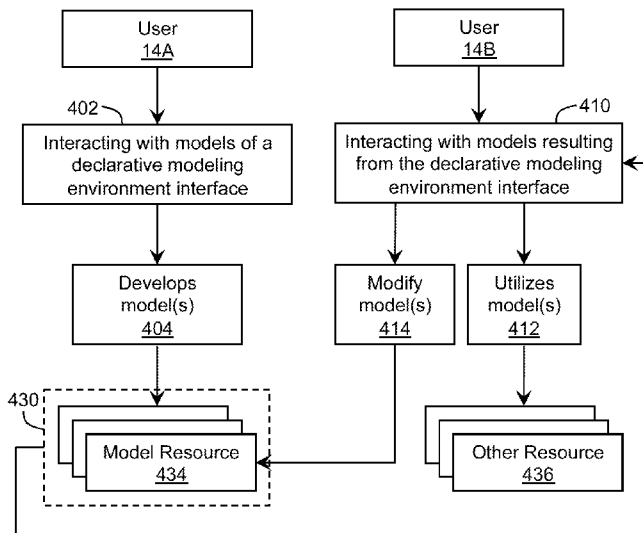 User
14A
User
14B
402
410
Interacting with models of a
declarative modeling
environment interface
Interacting with models resulting
from the declarative modeling
environment interface
Develops
model(s)
404
Modify
model(s)
414
Utilizes
model(s)
412
430
Model Resource
434
Other Resource
436